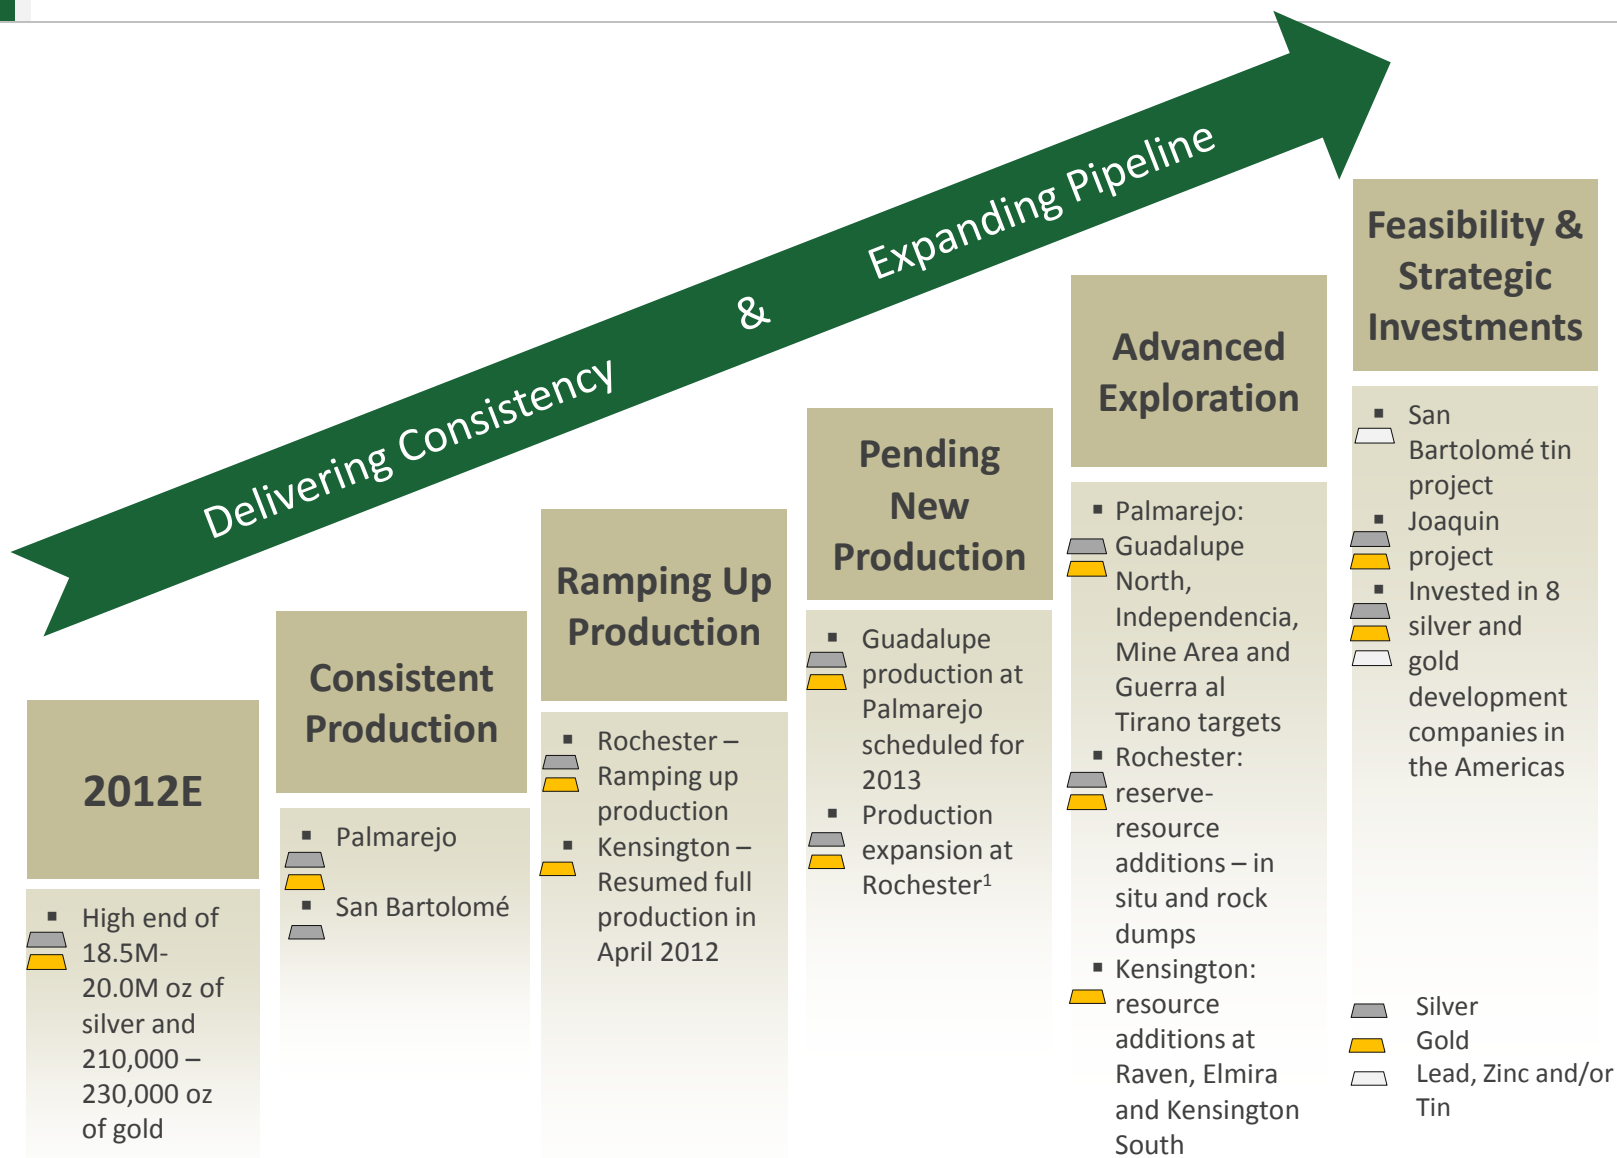 Delivering Consistency & Expanding Pipeline
2012E
High end of
18.5M-
20.0M oz of
silver and
210,000 –
230,000 oz
of gold
Consistent
Production
Palmarejo
San Bartolomé
Ramping Up
Production
Rochester –
Ramping up
production
Kensington –
Resumed full
production in
April 2012
Pending
New
Production
Guadalupe
production at
Palmarejo
scheduled for
2013
Production
expansion at
Rochester¹
Advanced
Exploration
Palmarejo:
Guadalupe
North,
Independencia,
Mine Area and
Guerra al
Tirano targets
Rochester:
reserve-
resource
additions – in
situ and rock
dumps
Kensington:
resource
additions at
Raven, Elmira
and Kensington
South
Feasibility &
Strategic
Investments
San
Bartolomé tin
project
Joaquin
project
Invested in 8
silver and
gold
development
companies in
the Americas
Silver
Gold
Lead, Zinc and/or
Tin